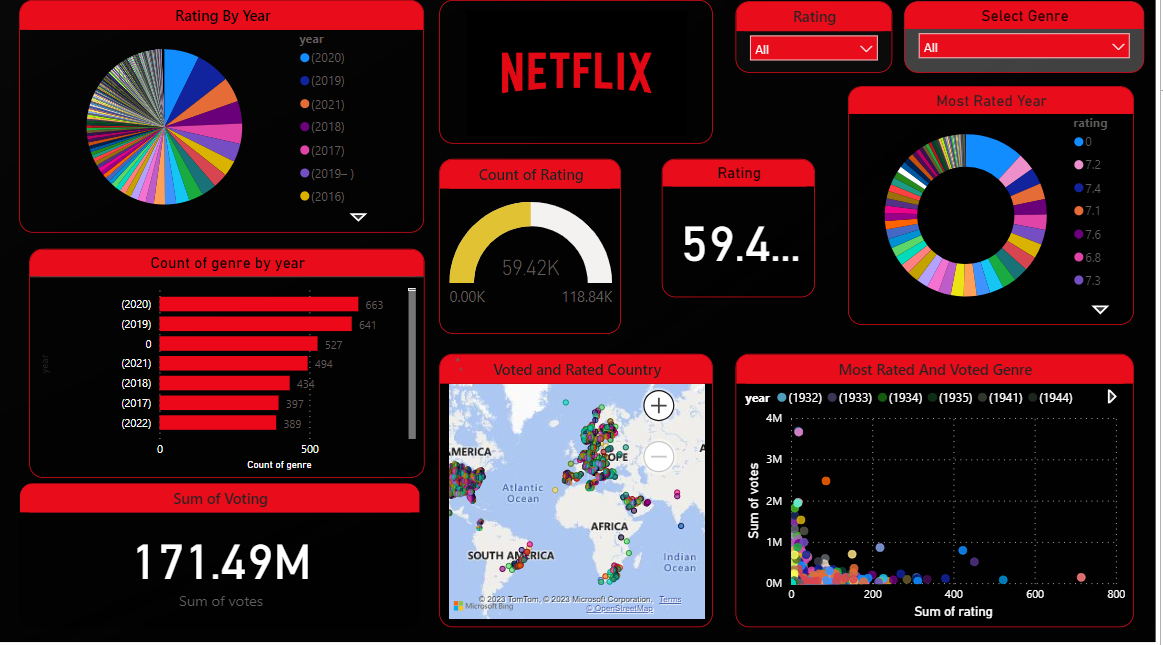 Rating By Year
year
(2020)
(2019)
(2021)
(2018)
(2017)
(2019– )
(2016)
NETFLIX
Rating
All
Select Genre
All
Most Rated Year
rating
0
7.2
7.4
7.1
7.6
6.8
7.3
Count of Rating
59.42K
0.00K
118.84K
Rating
59.4...
Count of genre by year
year
(2020)
663
(2019)
641
0
527
(2021)
494
(2018)
434
(2017)
397
(2022)
389
0
500
Count of genre
Sum of Voting
171.49M
Sum of votes
Voted and Rated Country
AMERICA
OPE
A
Atlantic
Ocean
AFRICA
SOUTH AMERICA
Indian
Ocean
© 2023 TomTom, © 2023 Microsoft Corporation, Terms
Microsoft Bing
© OpenStreetMap
Most Rated And Voted Genre
year (1932) (1933) (1934) (1935) (1941) (1944)
4M
3M
2M
1M
0M
Sum of votes
0 200 400 600 800
Sum of rating